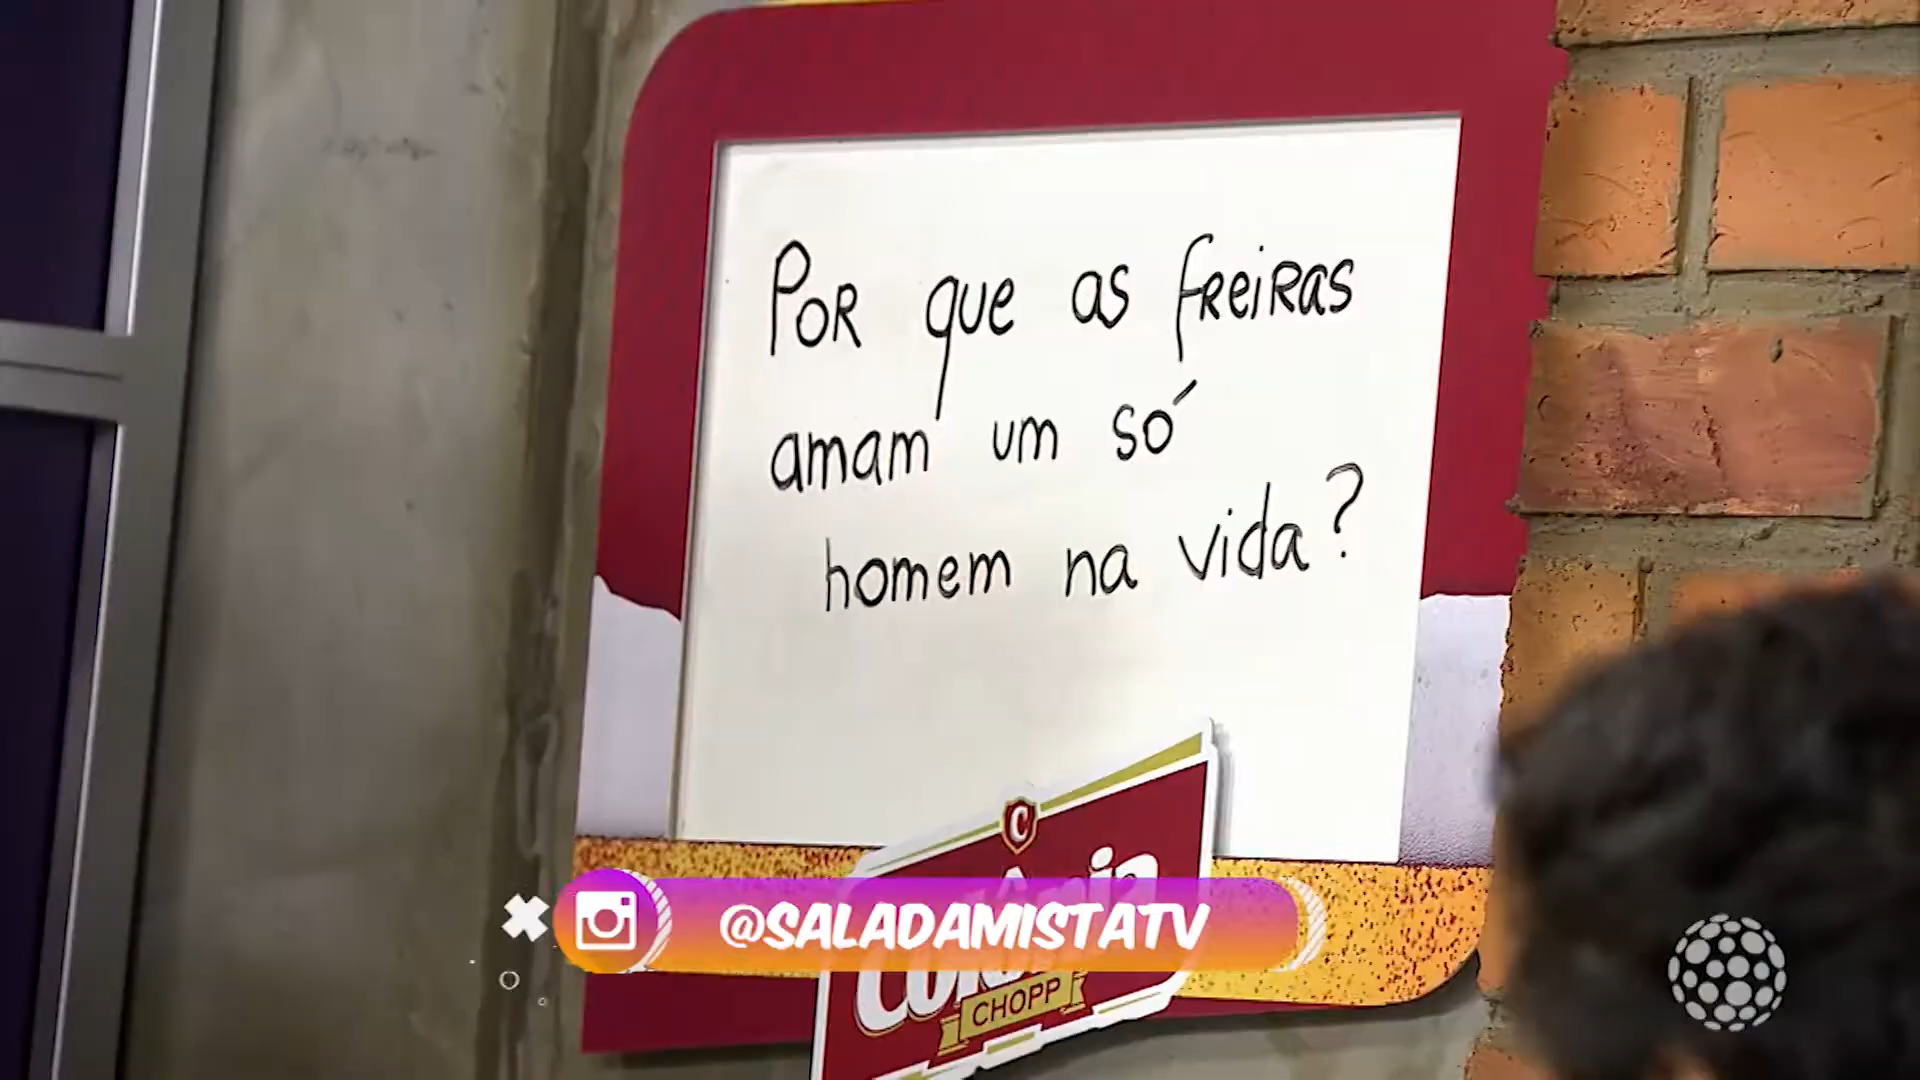 Por que as freiras
amam um só
homem na vida?
C
@SALADAMISTATV
CHOPP